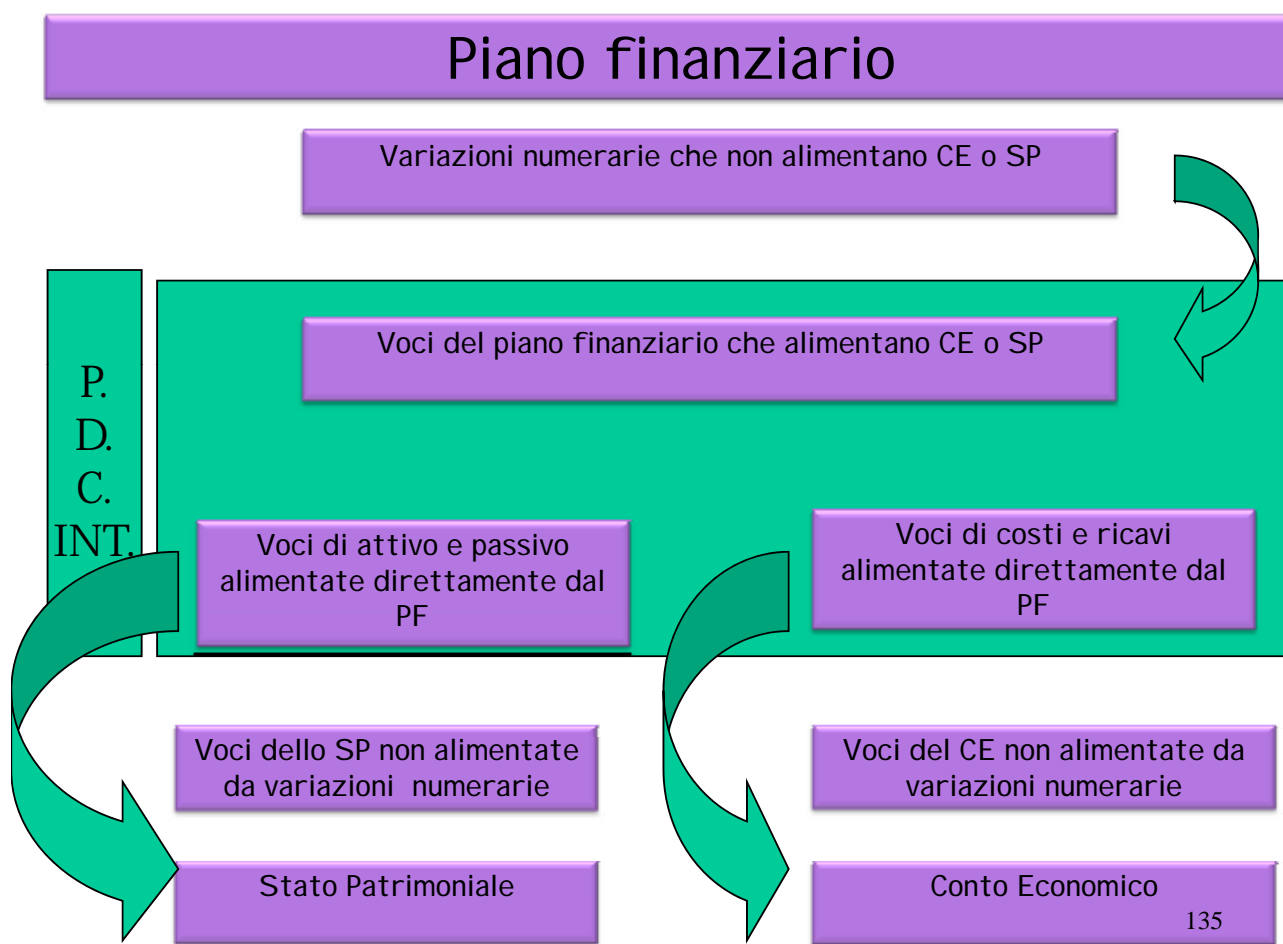 Piano finanziario
Variazioni numerarie che non alimentano CE o SP
Voci del piano finanziario che alimentano CE o SP
P.
D.
C.
INT.
Voci di attivo e passivo
alimentate direttamente dal
PF
Voci di costi e ricavi
alimentate direttamente dal
PF
Voci dello SP non alimentate
da variazioni numerarie
Voci del CE non alimentate da
variazioni numerarie
Stato Patrimoniale
Conto Economico
135